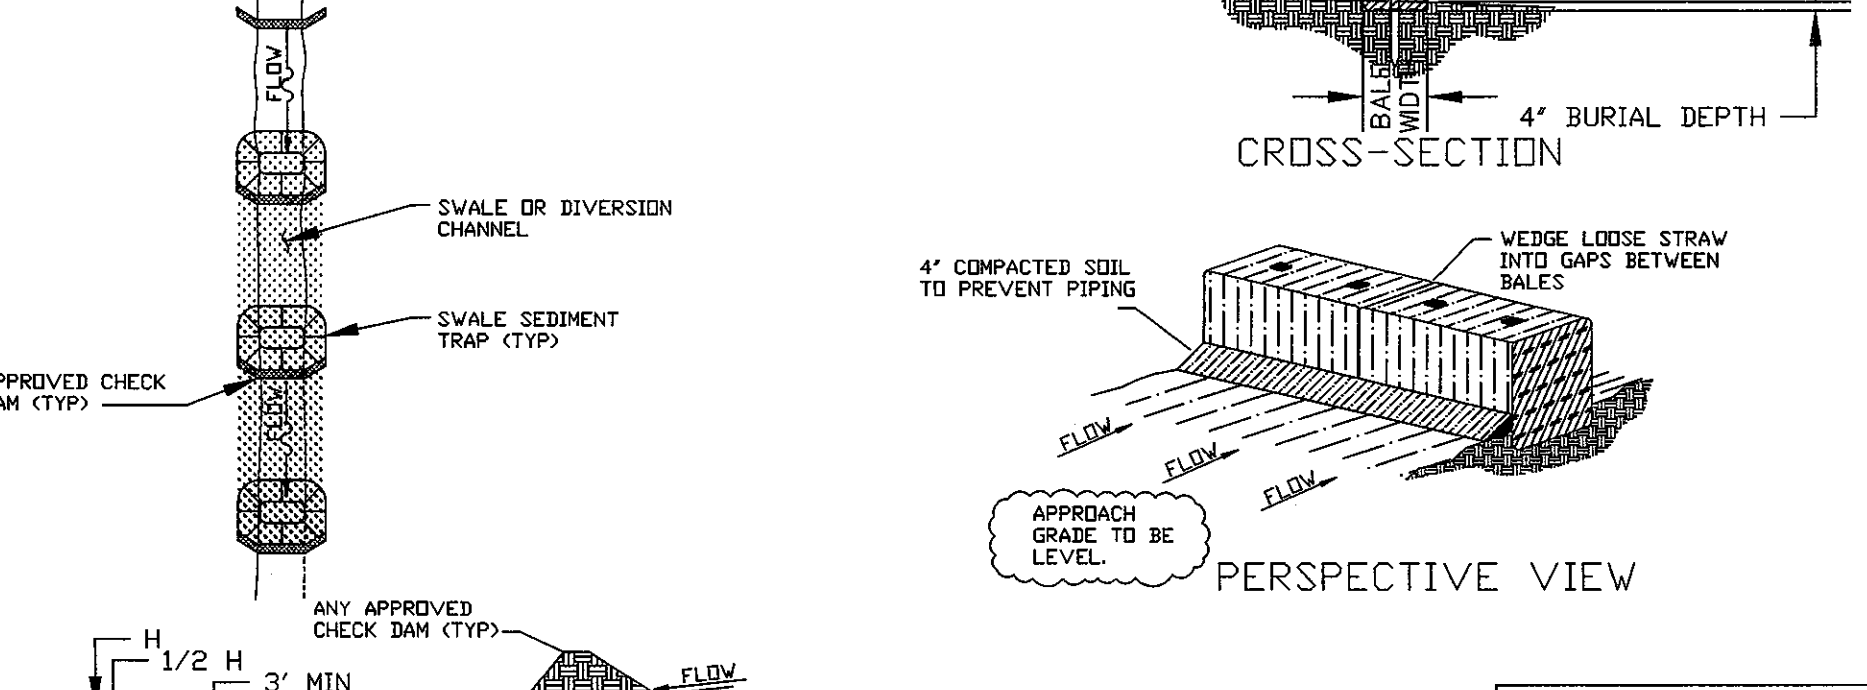 FLOW
SWALE OR DIVERSION
CHANNEL
SWALE SEDIMENT
TRAP (TYP)
CHECK
(TYP)
FLOW
ANY APPROVED
CHECK DAM (TYP)
H
1/2 H
3' MIN
FLOW
BALE
WIDTH
4" BURIAL DEPTH
CROSS-SECTION
4" COMPACTED SOIL
TO PREVENT PIPING
WEDGE LOOSE STRAW
INTO GAPS BETWEEN
BALES
FLOW
FLOW
FLOW
APPROACH
GRADE TO BE
LEVEL.
PERSPECTIVE VIEW